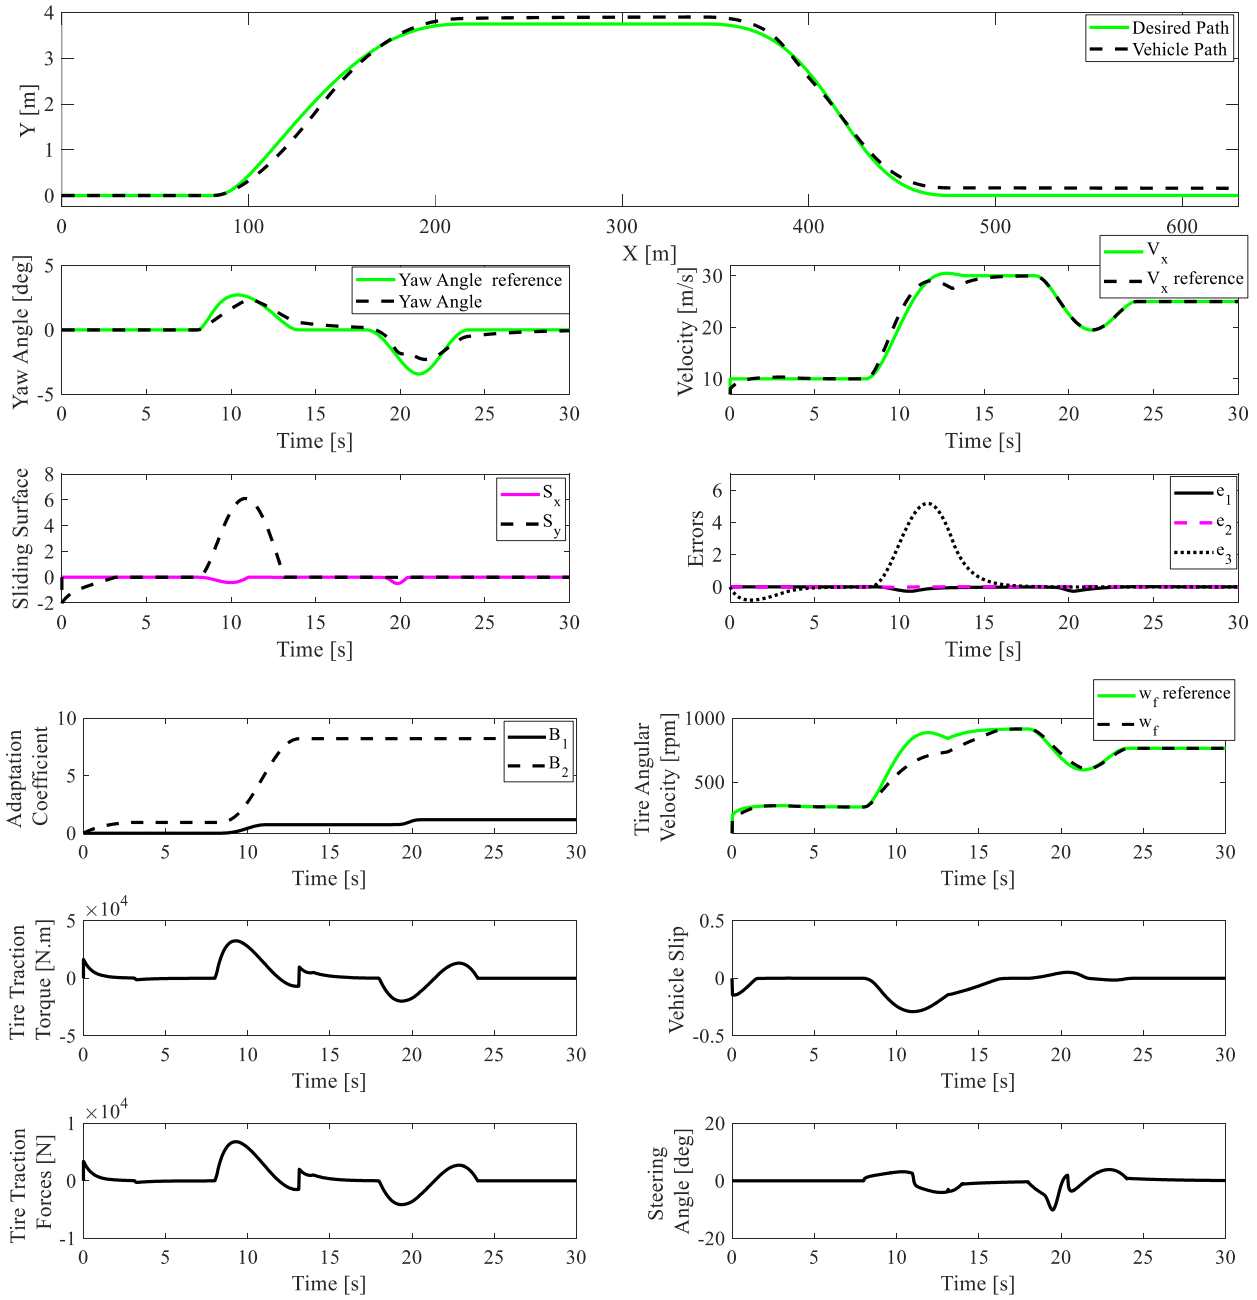 4
3
2
1
0
Y [m]
Desired Path
Vehicle Path
0 100 200 300 400 500 600
X [m]
5
0
-5
Yaw Angle [deg]
Yaw Angle reference
Yaw Angle
0 5 10 15 20 25 30
Time [s]
30
20
10
Velocity [m/s]
V_x
V_x reference
0 5 10 15 20 25 30
Time [s]
8
6
4
2
0
-2
Sliding Surface
S_x
S_y
0 5 10 15 20 25 30
Time [s]
6
4
2
0
Errors
e_1
e_2
e_3
0 5 10 15 20 25 30
Time [s]
10
5
0
Adaptation
Coefficient
B_1
B_2
0 5 10 15 20 25 30
Time [s]
1000
500
Tire Angular
Velocity [rpm]
w_f reference
w_f
0 5 10 15 20 25 30
Time [s]
×10^4
5
0
-5
Tire Traction
Torque [N.m]
0 5 10 15 20 25 30
Time [s]
0.5
0
-0.5
Vehicle Slip
0 5 10 15 20 25 30
Time [s]
×10^4
1
0
-1
Tire Traction
Forces [N]
0 5 10 15 20 25 30
Time [s]
20
0
-20
Steering
Angle [deg]
0 5 10 15 20 25 30
Time [s]